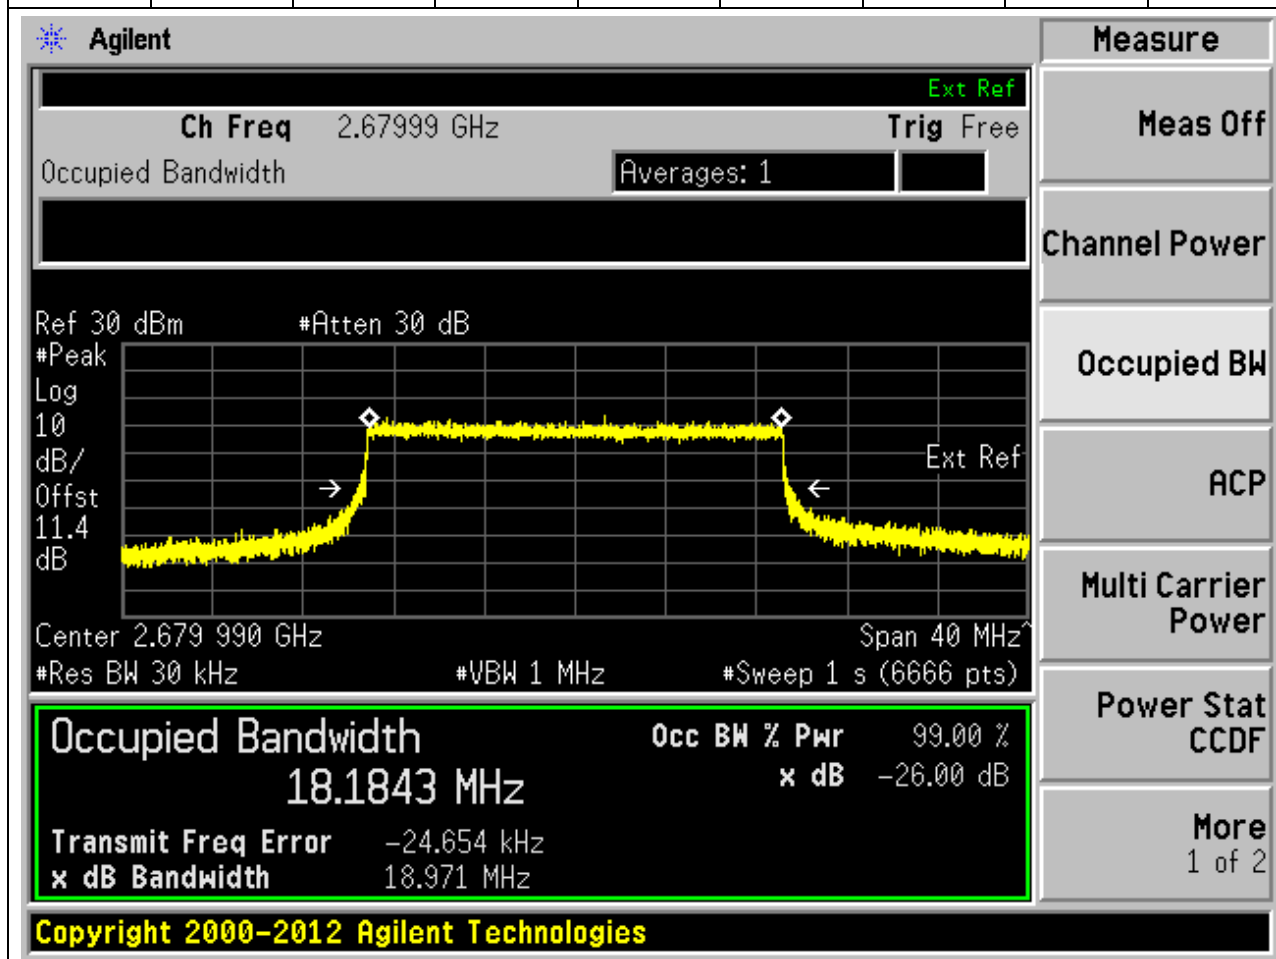 Agilent
Measure
Ext Ref
Ch Freq 2.67999 GHz Trig Free
Occupied Bandwidth Averages: 1
Meas Off
Channel Power
Occupied BW
ACP
Multi Carrier
Power
Power Stat
CCDF
More
1 of 2
Ref 30 dBm #Atten 30 dB
#Peak
Log
10
dB/
Offst
11.4
dB
Ext Ref
Center 2.679 990 GHz Span 40 MHz^
#Res BW 30 kHz #VBW 1 MHz #Sweep 1 s (6666 pts)
Occupied Bandwidth Occ BW % Pwr 99.00 %
18.1843 MHz x dB -26.00 dB
Transmit Freq Error -24.654 kHz
x dB Bandwidth 18.971 MHz
Copyright 2000-2012 Agilent Technologies